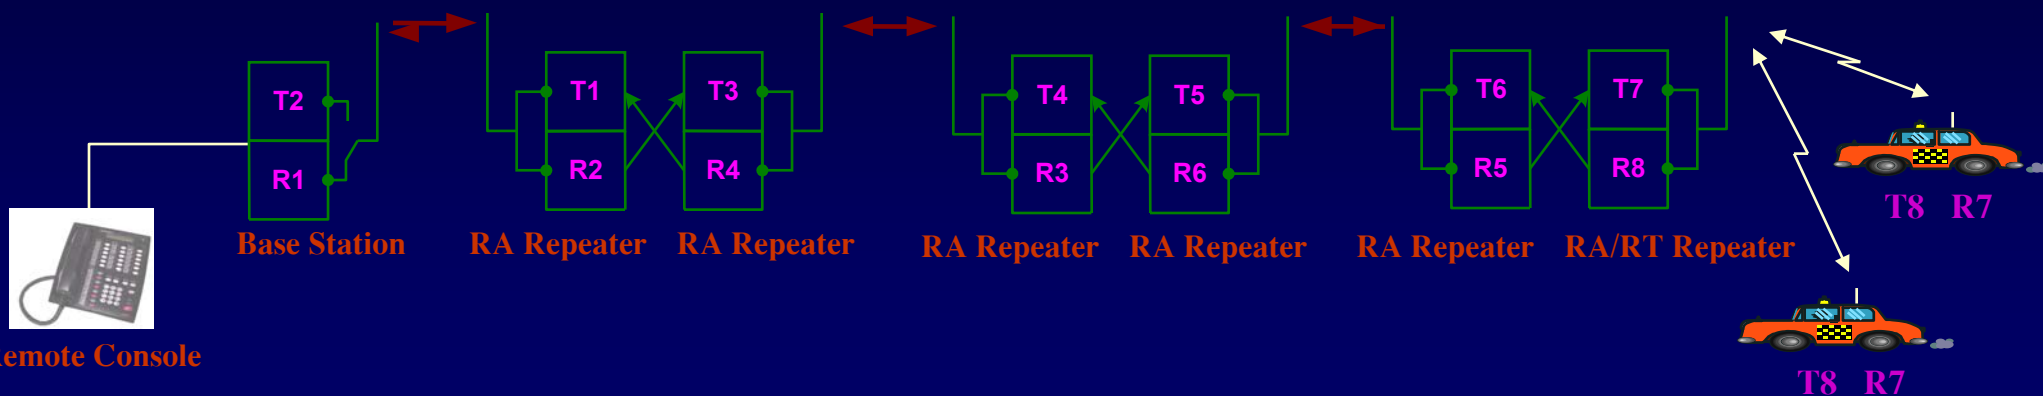 T2
R1
T1
R2
T3
R4
T4
R3
T5
R6
T6
R5
T7
R8
Base Station
RA Repeater
RA Repeater
RA Repeater
RA Repeater
RA Repeater
RA/RT Repeater
T8 R7
emote Console
T8 R7